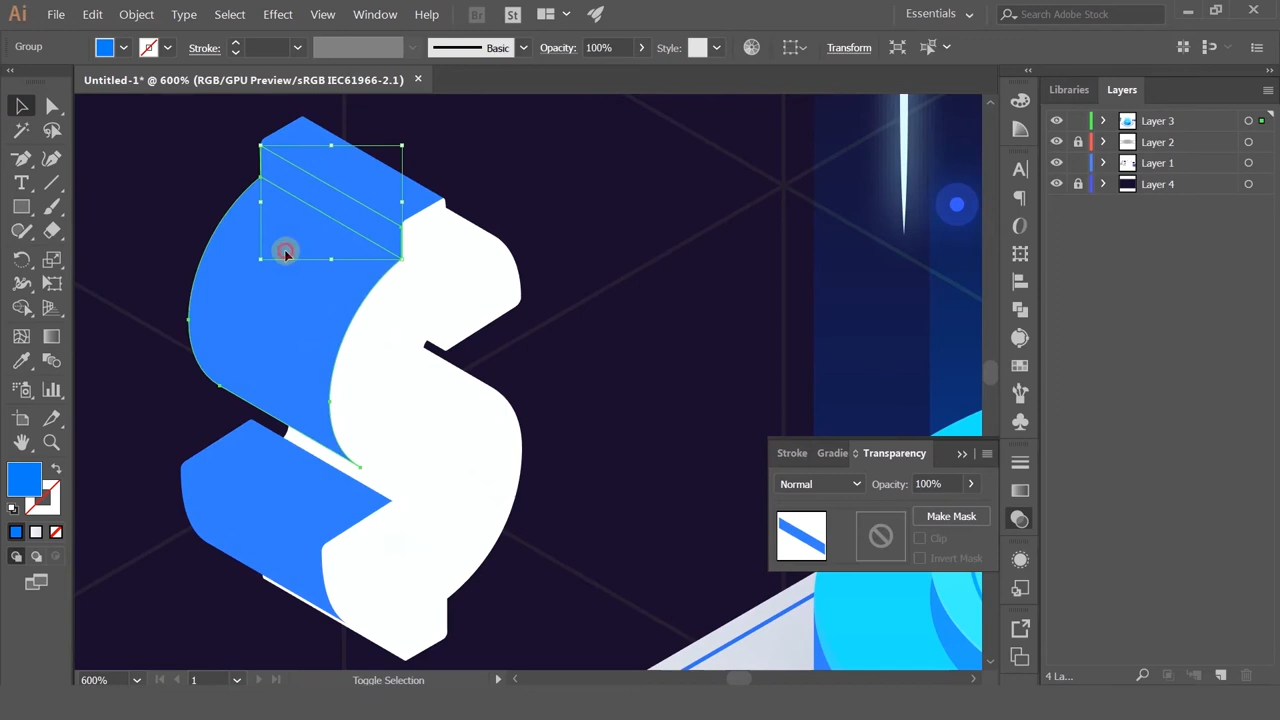 Ai File Edit Object Type Select Effect View Window Help Br St Essentials Search Adobe Stock
Group Stroke: Basic Opacity: 100% Style: Transform
Untitled-1* @ 600% (RGB/GPU Preview/sRGB IEC61966-2.1)
Libraries Layers
Layer 3
Layer 2
Layer 1
Layer 4
Stroke Gradie Transparency
Normal Opacity: 100%
Make Mask
Clip
Invert Mask
600% 1 Toggle Selection
4 La...